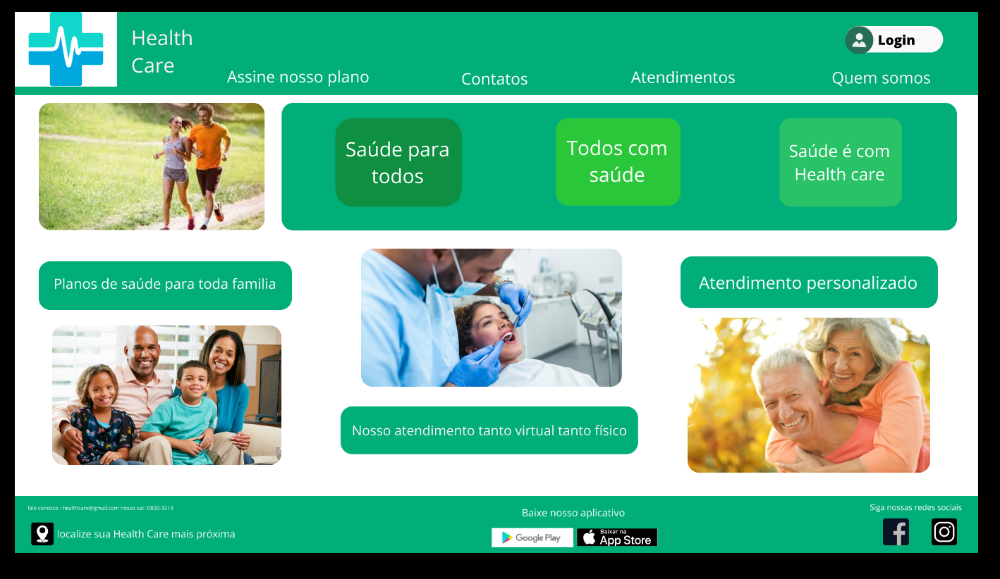 Health
Care
Login
Assine nosso plano
Contatos
Atendimentos
Quem somos
Saúde para
todos
Todos com
saúde
Saúde é com
Health care
Planos de saúde para toda familia
Atendimento personalizado
Nosso atendimento tanto virtual tanto físico
fale conosco : healthcare@gmail.com nosso sac :0800-3214
localize sua Health Care mais próxima
Baixe nosso aplicativo
Google Play
Baixar na
App Store
Siga nossas redes sociais